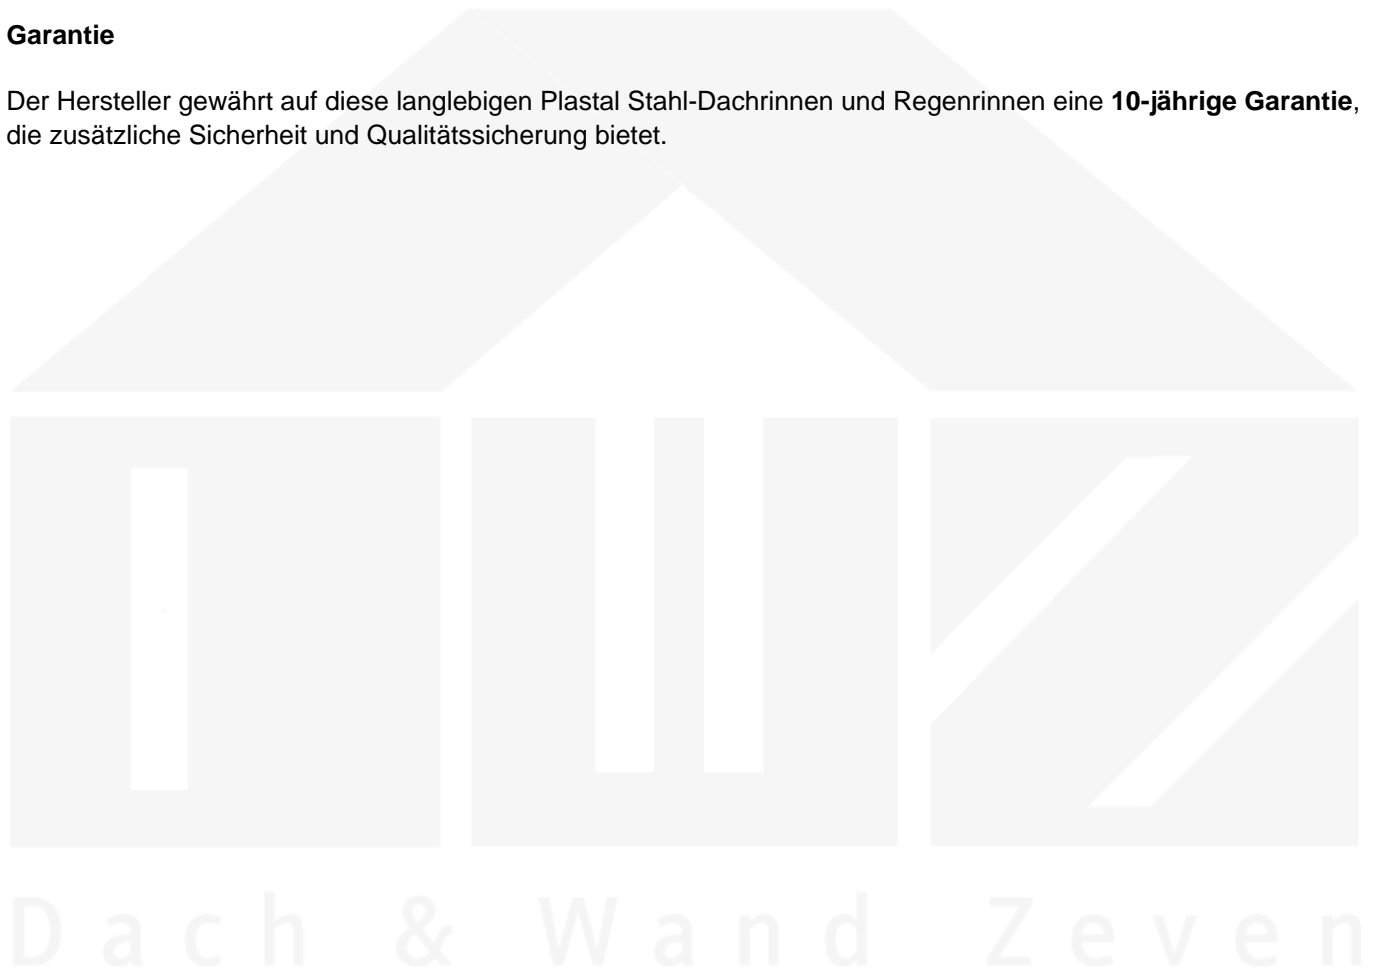 Garantie
Der Hersteller gewährt auf diese langlebigen Plastal Stahl-Dachrinnen und Regenrinnen eine 10-jährige Garantie,
die zusätzliche Sicherheit und Qualitätssicherung bietet.
Dach & Wand Zeven